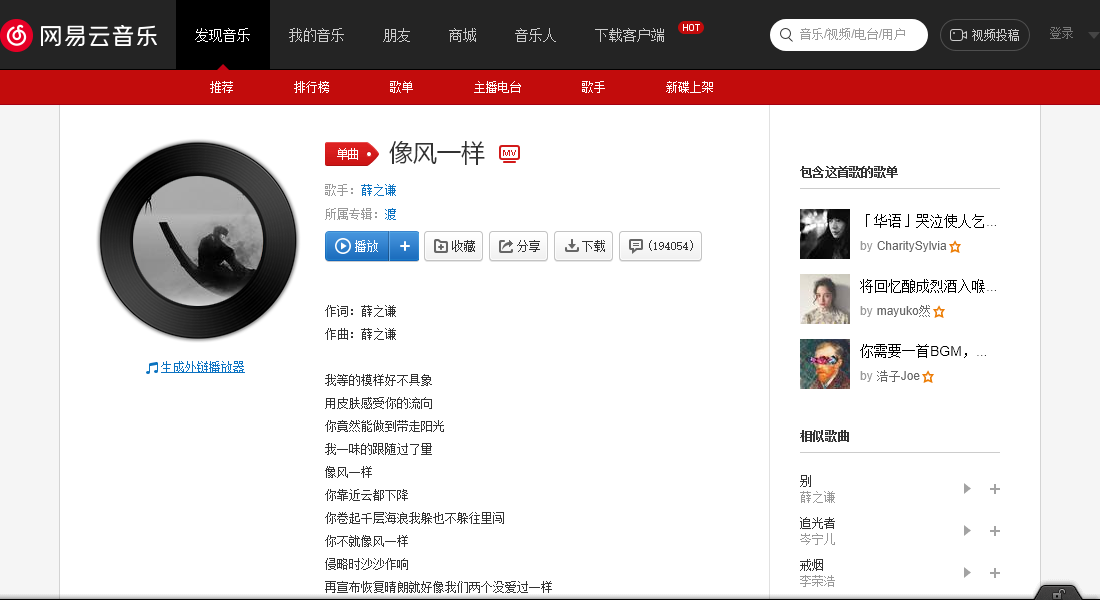 网易云音乐
发现音乐 我的音乐 朋友 商城 音乐人 下载客户端 HOT 音乐/视频/电台/用户 视频投稿 登录
推荐 排行榜 歌单 主播电台 歌手 新碟上架
单曲 像风一样 MV
歌手：薛之谦
所属专辑：渡
播放 + 收藏 分享 下载 (194054)
生成外链播放器
作词：薛之谦
作曲：薛之谦
我等的模样好不具象
用皮肤感受你的流向
你竟然能做到带走阳光
我一味的跟随过了量
像风一样
你靠近云都下降
你卷起千层海浪我躲也不躲往里闯
你不就像风一样
侵略时沙沙作响
再宣布恢复晴朗就好像我们两个没爱过一样
包含这首歌的歌单
「华语」哭泣使人乞...
by CharitySylvia
将回忆酿成烈酒入喉...
by mayuko然
你需要一首BGM，...
by 浩子Joe
相似歌曲
别
薛之谦
追光者
岑宁儿
戒烟
李荣浩